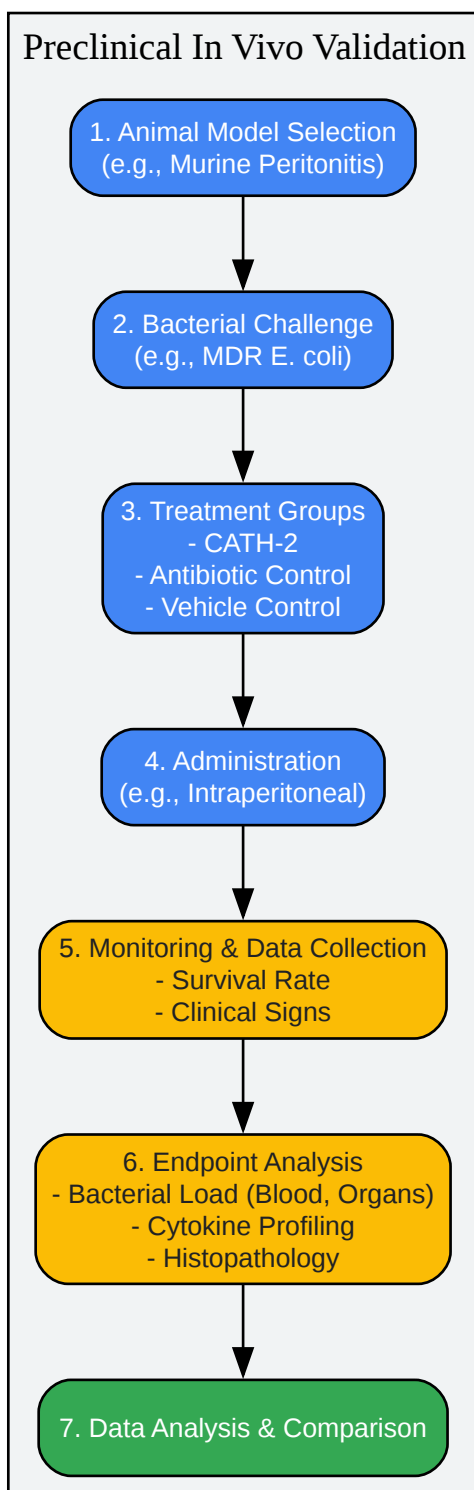 Preclinical In Vivo Validation
1. Animal Model Selection
(e.g., Murine Peritonitis)
2. Bacterial Challenge
(e.g., MDR E. coli)
3. Treatment Groups
- CATH-2
- Antibiotic Control
- Vehicle Control
4. Administration
(e.g., Intraperitoneal)
5. Monitoring & Data Collection
- Survival Rate
- Clinical Signs
6. Endpoint Analysis
- Bacterial Load (Blood, Organs)
- Cytokine Profiling
- Histopathology
7. Data Analysis & Comparison